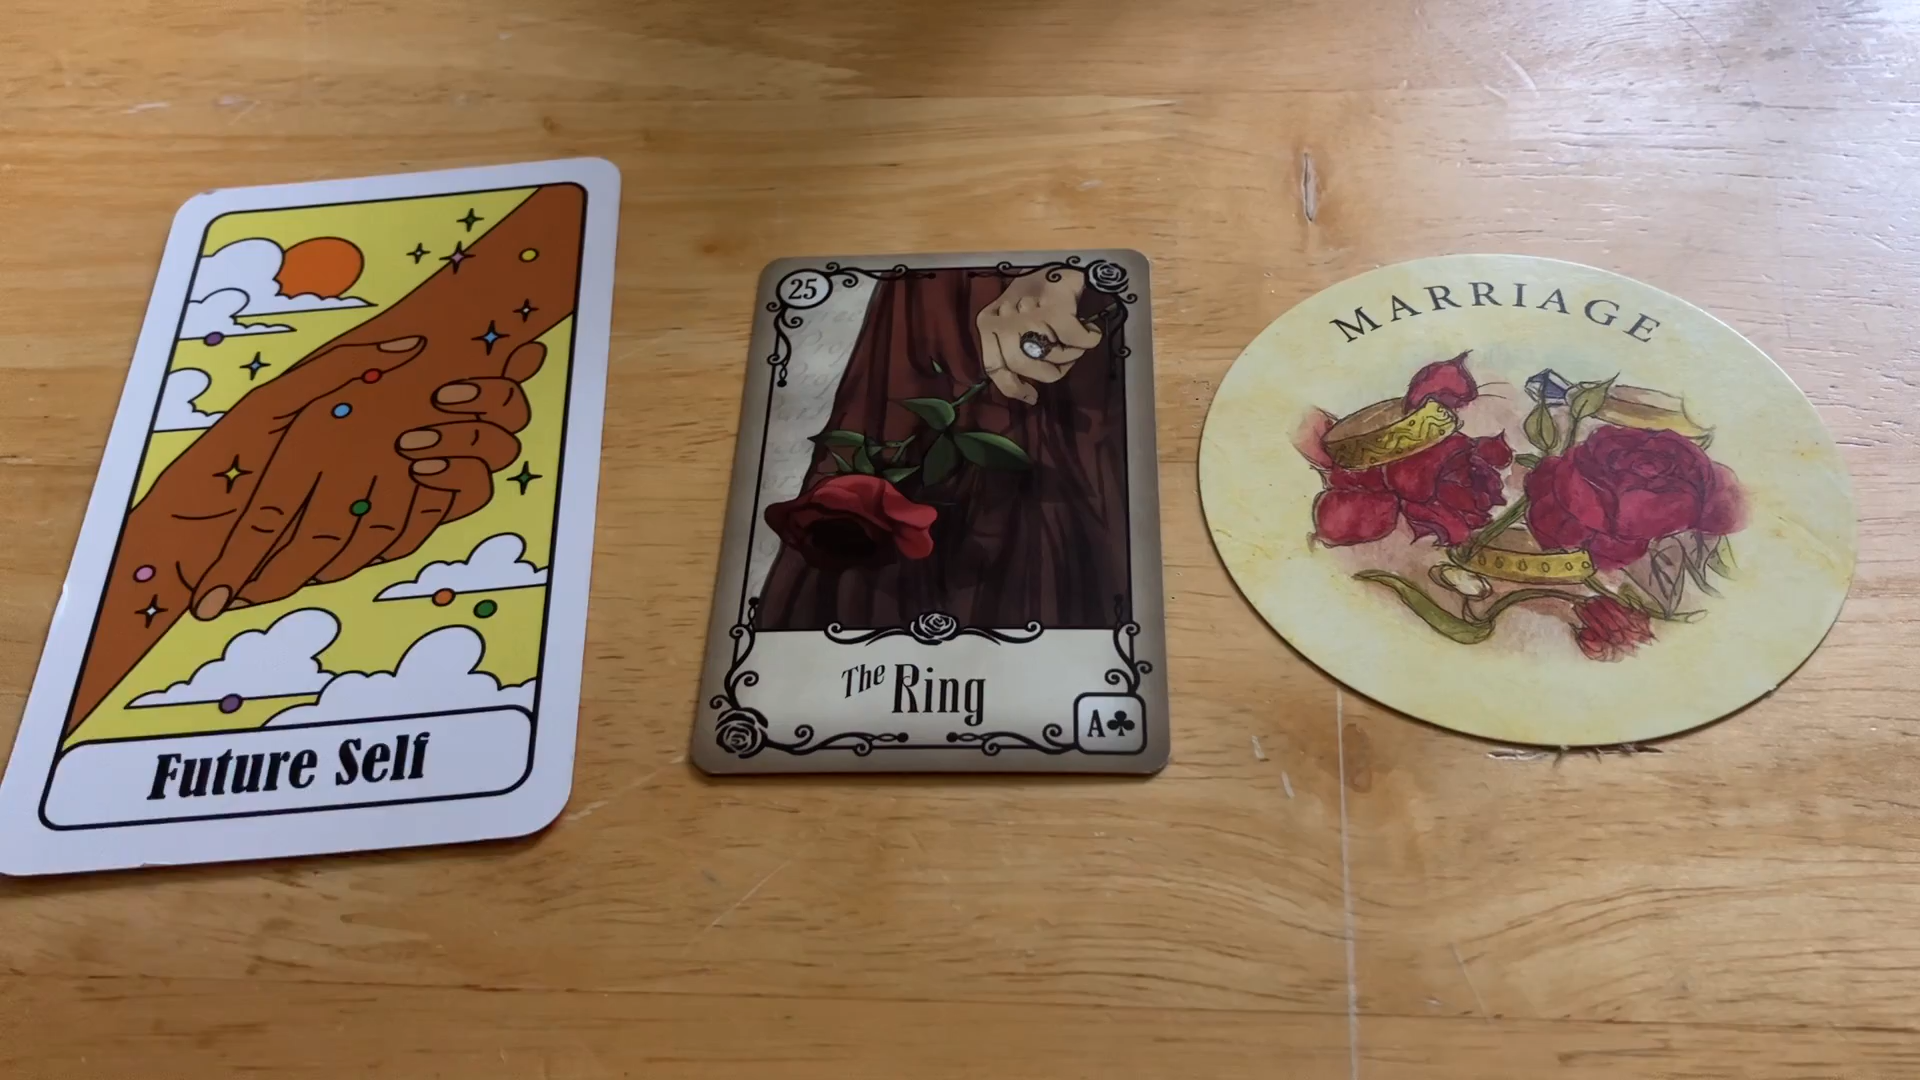 Future Self
25
The Ring
A♣
MARRIAGE